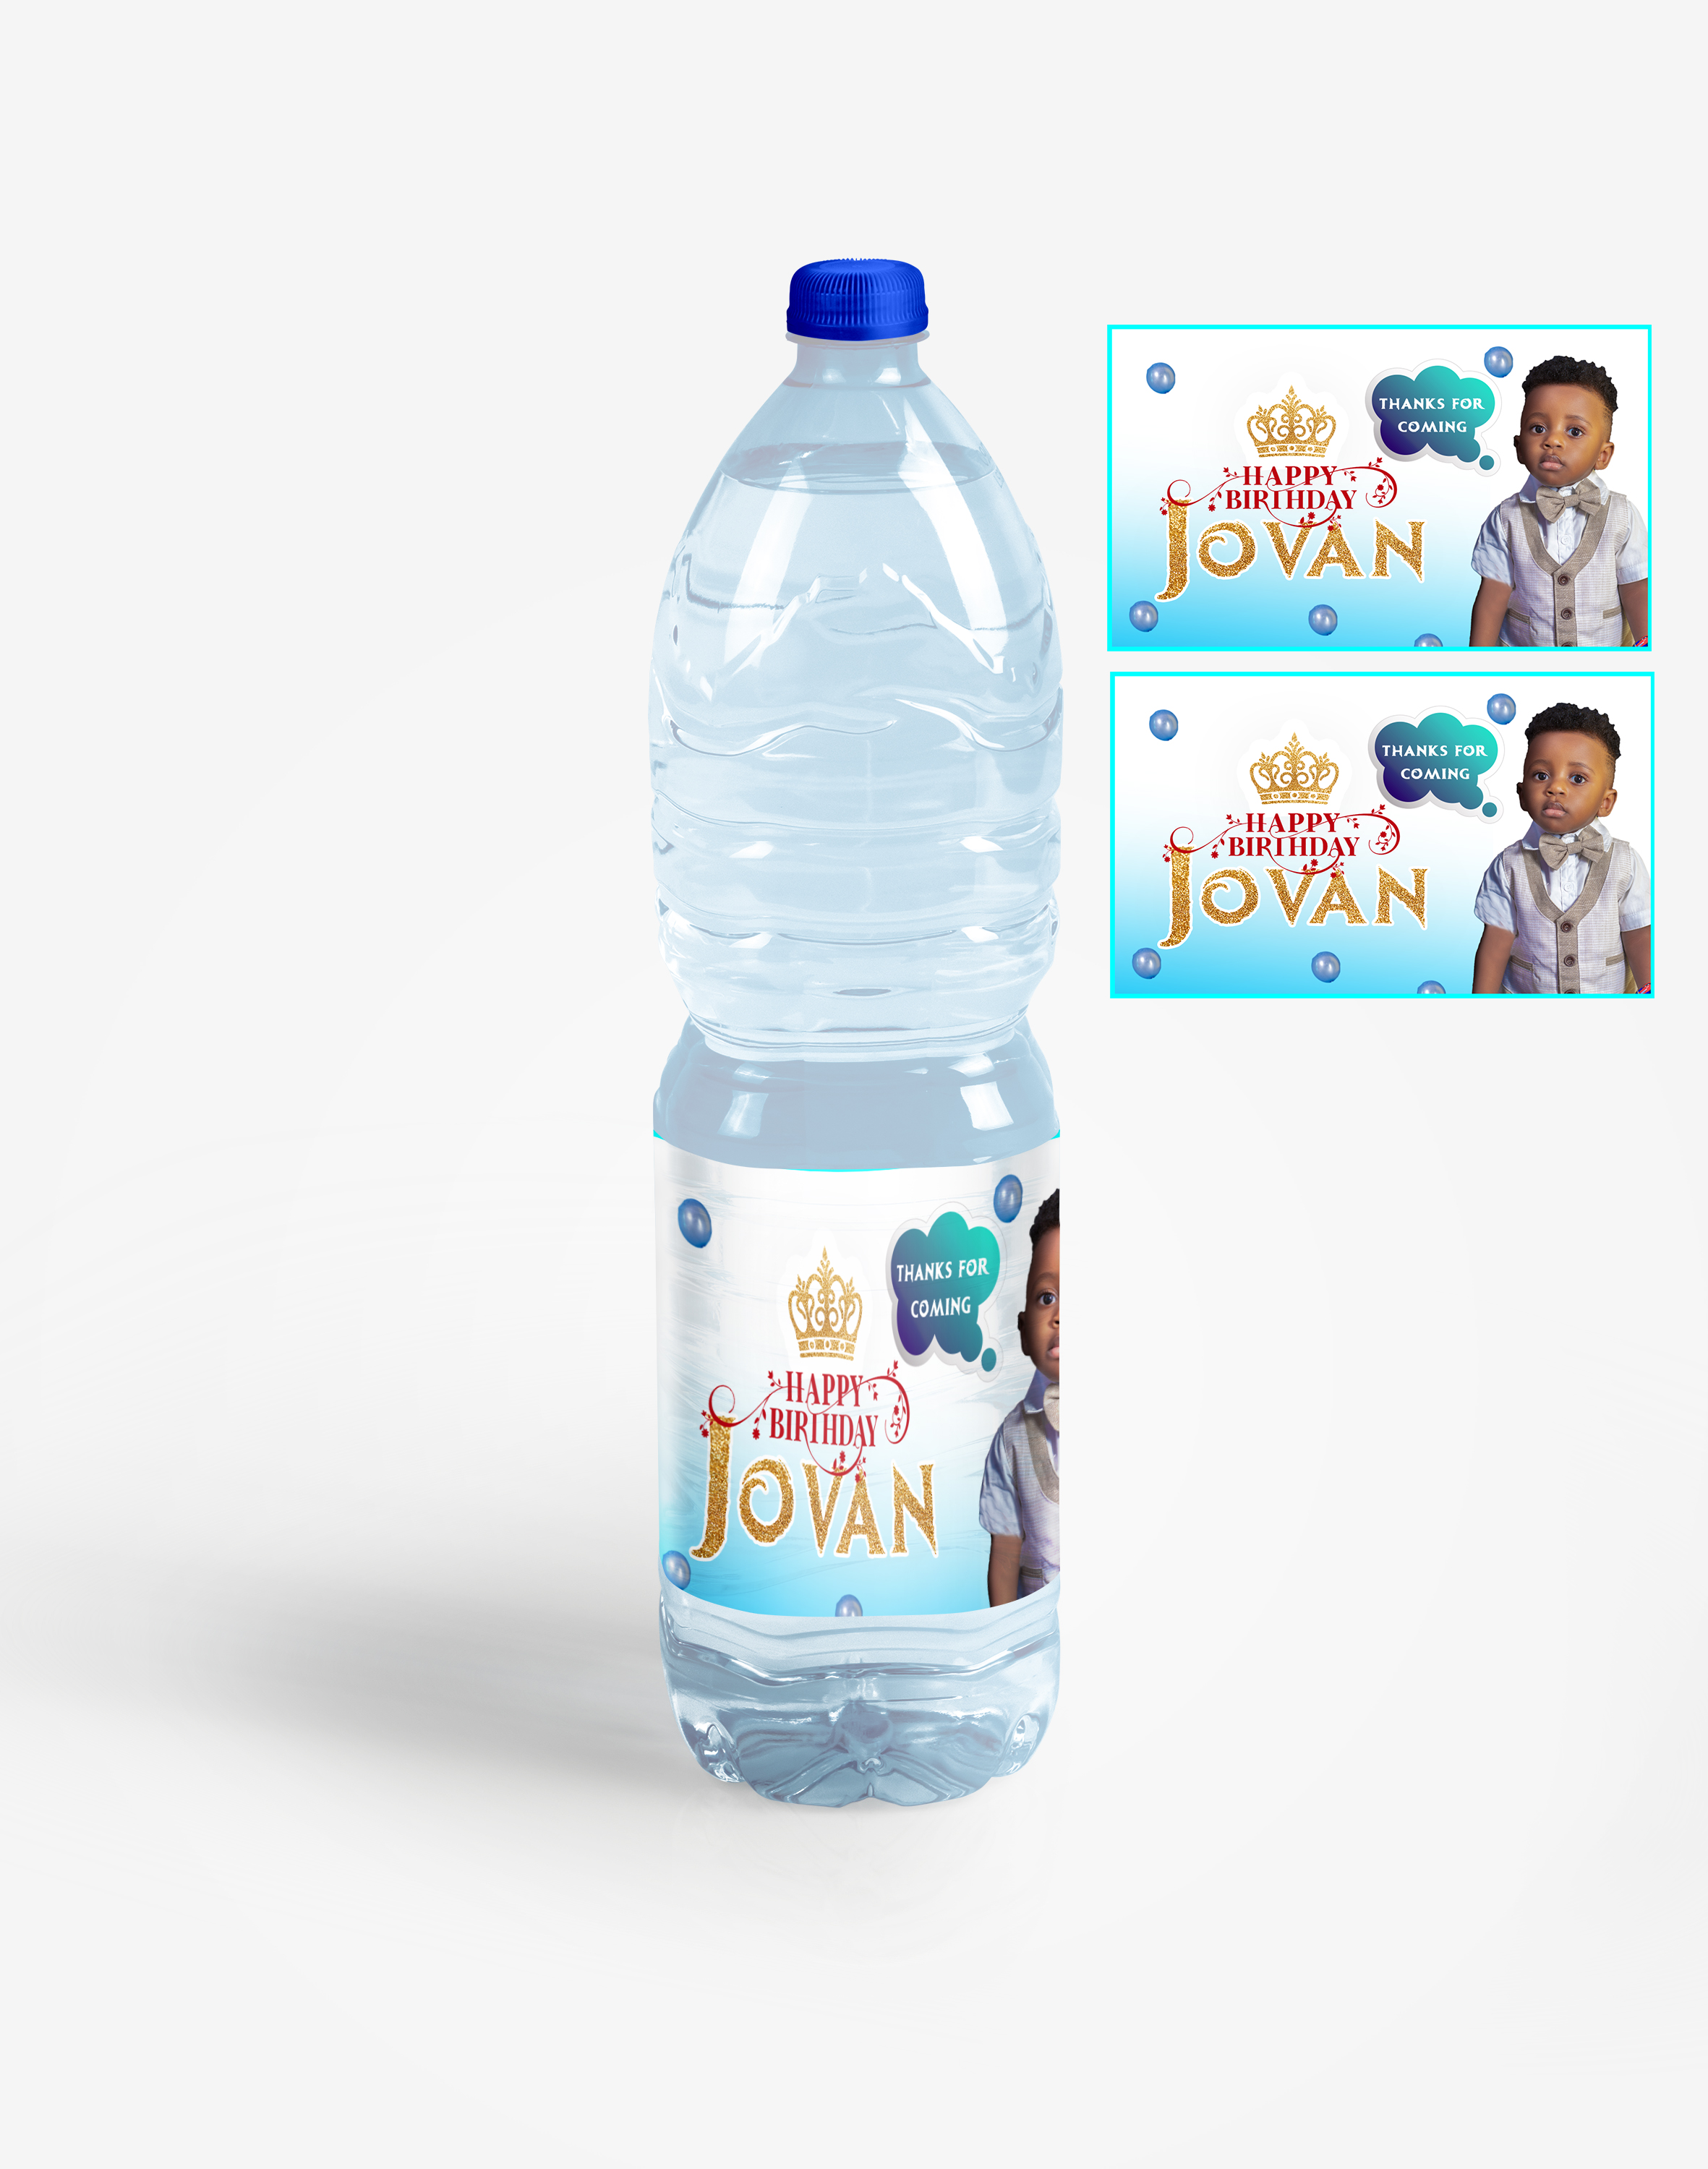 THANKS FOR
COMING
HAPPY
BIRTHDAY
JOVAN
THANKS FOR
COMING
HAPPY
BIRTHDAY
JOVAN
THANKS FOR
COMING
HAPPY
BIRTHDAY
JOVAN